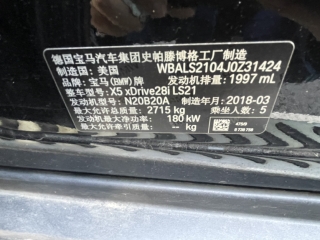 德国宝马汽车集团史帕滕博格工厂制造
制造：美国 WBALS2104J0Z31424
品牌：宝马(BMW) 发动机排量：1997 mL
整车型号：X5 xDrive28i LS21
发动机型号：N20B20A 制造年月：2018-03
最大允许总质量：2715 kg 乘坐人数：5
发动机最大净功率：180 kW